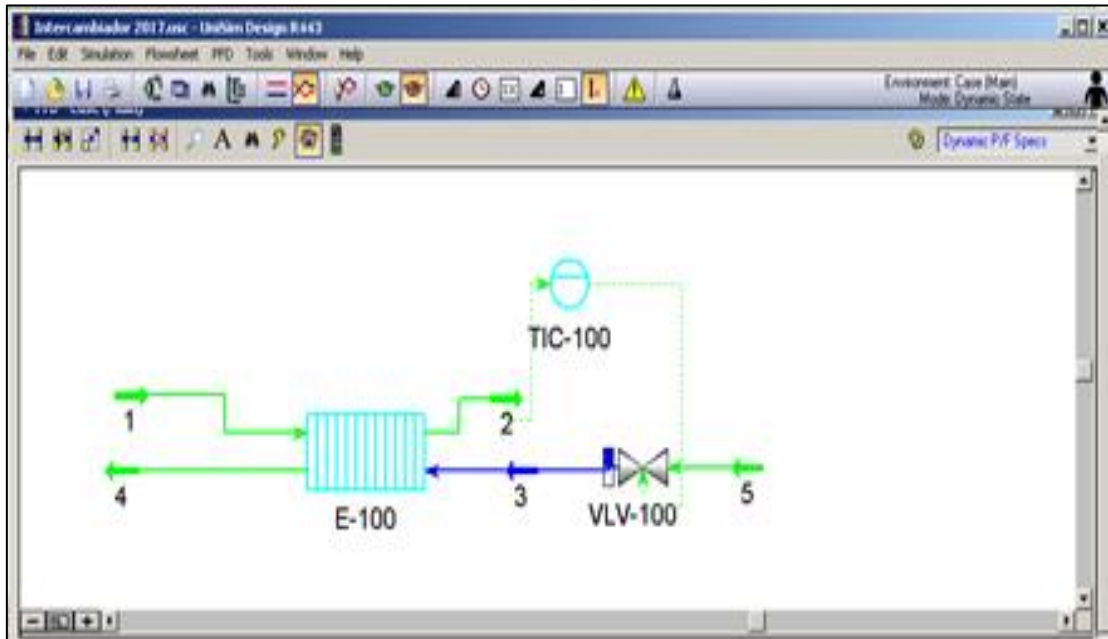 Intercambiador 2017.usc - UniSim Design R443
File Edit Simulation Flowsheet PFD Tools Window Help
Environment: Case (Main)
Mode: Dynamic State
A
Dynamic P/F Specs
TIC-100
1
2
4
3
5
E-100
VLV-100